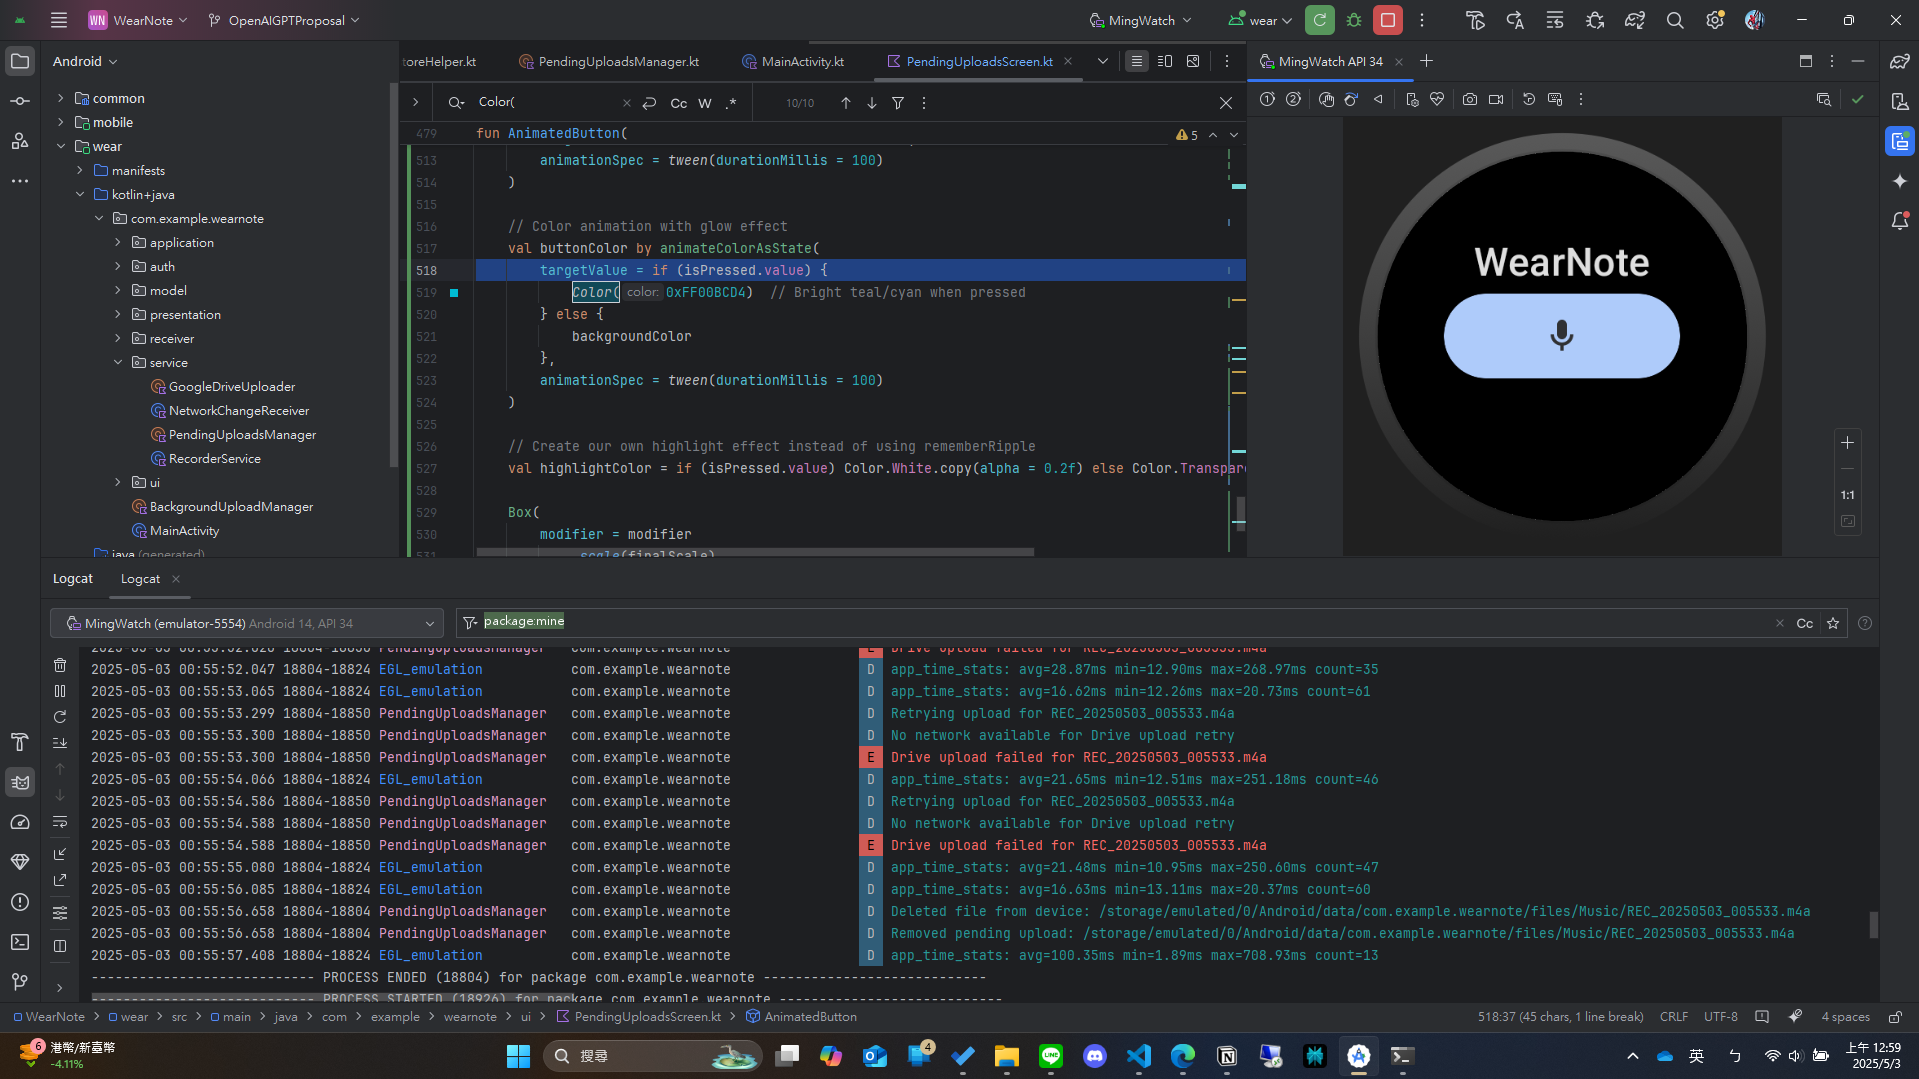 WN WearNote OpenAIGPTProposal MingWatch wear
Android
common
mobile
wear
manifests
kotlin+java
com.example.wearnote
application
auth
model
presentation
receiver
service
GoogleDriveUploader
NetworkChangeReceiver
PendingUploadsManager
RecorderService
ui
BackgroundUploadManager
MainActivity
java (generated)
toreHelper.kt PendingUploadsManager.kt MainActivity.kt PendingUploadsScreen.kt
Color( Cc W .* 10/10
479 fun AnimatedButton( 5
513 animationSpec = tween(durationMillis = 100)
514 )
515
516 // Color animation with glow effect
517 val buttonColor by animateColorAsState(
518 targetValue = if (isPressed.value) {
519 Color( color: 0xFF00BCD4) // Bright teal/cyan when pressed
520 } else {
521 backgroundColor
522 },
523 animationSpec = tween(durationMillis = 100)
524 )
525
526 // Create our own highlight effect instead of using rememberRipple
527 val highlightColor = if (isPressed.value) Color.White.copy(alpha = 0.2f) else Color.Transpare
528
529 Box(
530 modifier = modifier
531 .scale(finalScale)
MingWatch API 34
WearNote
1:1
Logcat Logcat
MingWatch (emulator-5554) Android 14, API 34 package:mine Cc
2025-05-03 00:55:52.026 18804-18850 PendingUploadsManager com.example.wearnote E Drive upload failed for REC_20250503_005533.m4a
2025-05-03 00:55:52.047 18804-18824 EGL_emulation com.example.wearnote D app_time_stats: avg=28.87ms min=12.90ms max=268.97ms count=35
2025-05-03 00:55:53.065 18804-18824 EGL_emulation com.example.wearnote D app_time_stats: avg=16.62ms min=12.26ms max=20.73ms count=61
2025-05-03 00:55:53.299 18804-18850 PendingUploadsManager com.example.wearnote D Retrying upload for REC_20250503_005533.m4a
2025-05-03 00:55:53.300 18804-18850 PendingUploadsManager com.example.wearnote D No network available for Drive upload retry
2025-05-03 00:55:53.300 18804-18850 PendingUploadsManager com.example.wearnote E Drive upload failed for REC_20250503_005533.m4a
2025-05-03 00:55:54.066 18804-18824 EGL_emulation com.example.wearnote D app_time_stats: avg=21.65ms min=12.51ms max=251.18ms count=46
2025-05-03 00:55:54.586 18804-18850 PendingUploadsManager com.example.wearnote D Retrying upload for REC_20250503_005533.m4a
2025-05-03 00:55:54.588 18804-18850 PendingUploadsManager com.example.wearnote D No network available for Drive upload retry
2025-05-03 00:55:54.588 18804-18850 PendingUploadsManager com.example.wearnote E Drive upload failed for REC_20250503_005533.m4a
2025-05-03 00:55:55.080 18804-18824 EGL_emulation com.example.wearnote D app_time_stats: avg=21.48ms min=10.95ms max=250.60ms count=47
2025-05-03 00:55:56.085 18804-18824 EGL_emulation com.example.wearnote D app_time_stats: avg=16.63ms min=13.11ms max=20.37ms count=60
2025-05-03 00:55:56.658 18804-18804 PendingUploadsManager com.example.wearnote D Deleted file from device: /storage/emulated/0/Android/data/com.example.wearnote/files/Music/REC_20250503_005533.m4a
2025-05-03 00:55:56.658 18804-18804 PendingUploadsManager com.example.wearnote D Removed pending upload: /storage/emulated/0/Android/data/com.example.wearnote/files/Music/REC_20250503_005533.m4a
2025-05-03 00:55:57.408 18804-18824 EGL_emulation com.example.wearnote D app_time_stats: avg=100.35ms min=1.89ms max=708.93ms count=13
---------------------------- PROCESS ENDED (18804) for package com.example.wearnote ----------------------------
---------------------------- PROCESS STARTED (18926) for package com.example.wearnote ----------------------------
WearNote > wear > src > main > java > com > example > wearnote > ui > PendingUploadsScreen.kt > AnimatedButton 518:37 (45 chars, 1 line break) CRLF UTF-8 4 spaces
6 港幣/新臺幣
-4.11%
搜尋
4
英
上午 12:59
2025/5/3